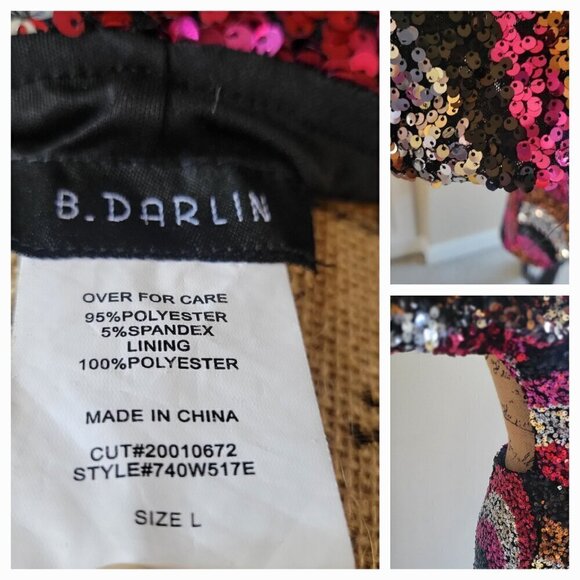 B.DARLIN
OVER FOR CARE
95%POLYESTER
5%SPANDEX
LINING
100%POLYESTER
MADE IN CHINA
CUT#20010672
STYLE#740W517E
SIZE L